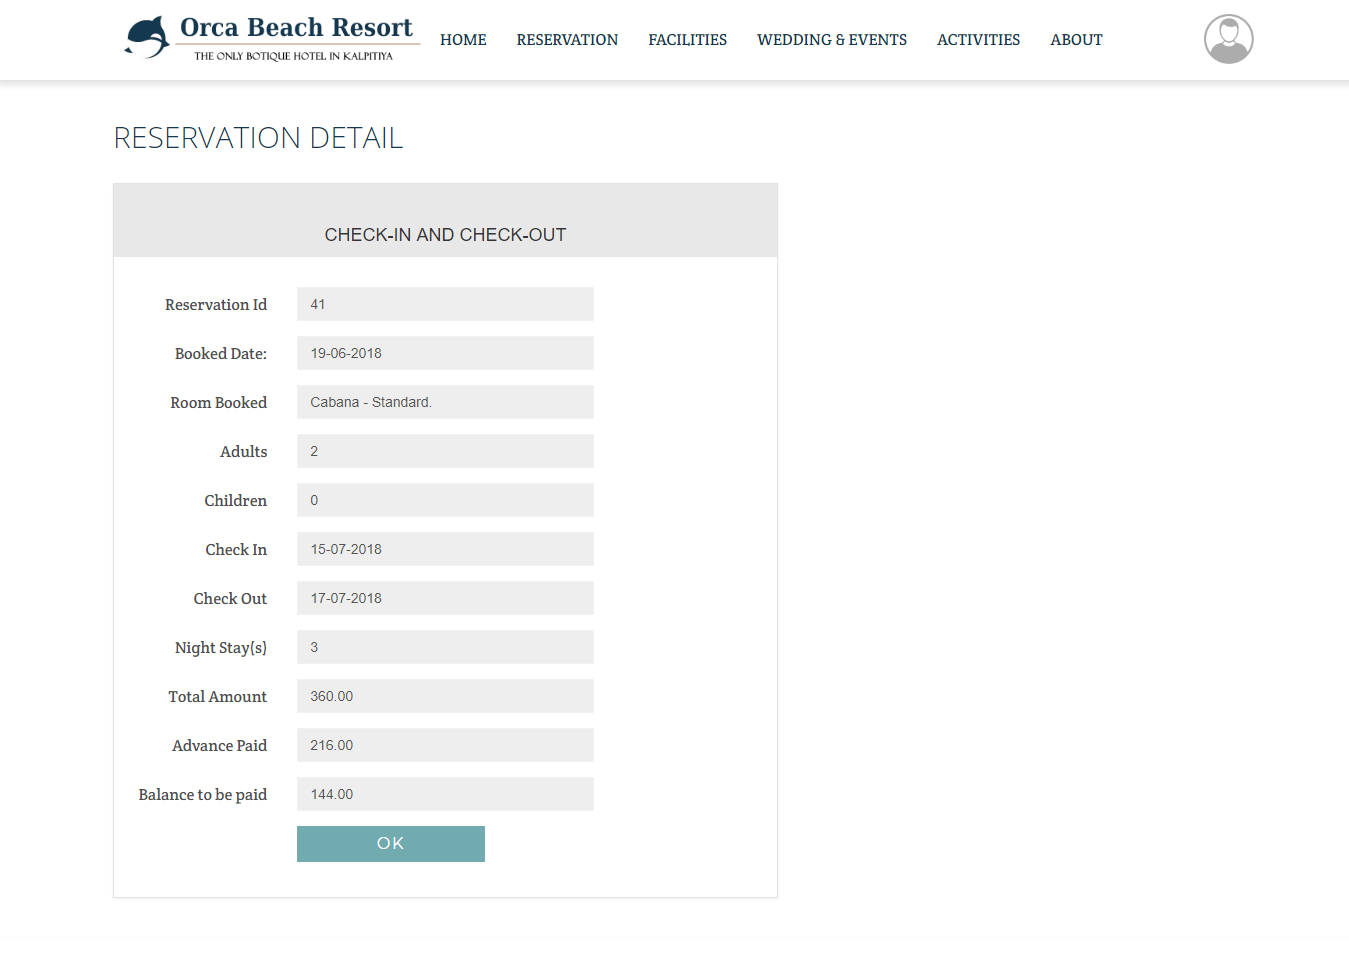 Orca Beach Resort
THE ONLY BOTIQUE HOTEL IN KALPITIYA
HOME RESERVATION FACILITIES WEDDING & EVENTS ACTIVITIES ABOUT
RESERVATION DETAIL
CHECK-IN AND CHECK-OUT
Reservation Id 41
Booked Date: 19-06-2018
Room Booked Cabana - Standard.
Adults 2
Children 0
Check In 15-07-2018
Check Out 17-07-2018
Night Stay(s) 3
Total Amount 360.00
Advance Paid 216.00
Balance to be paid 144.00
OK